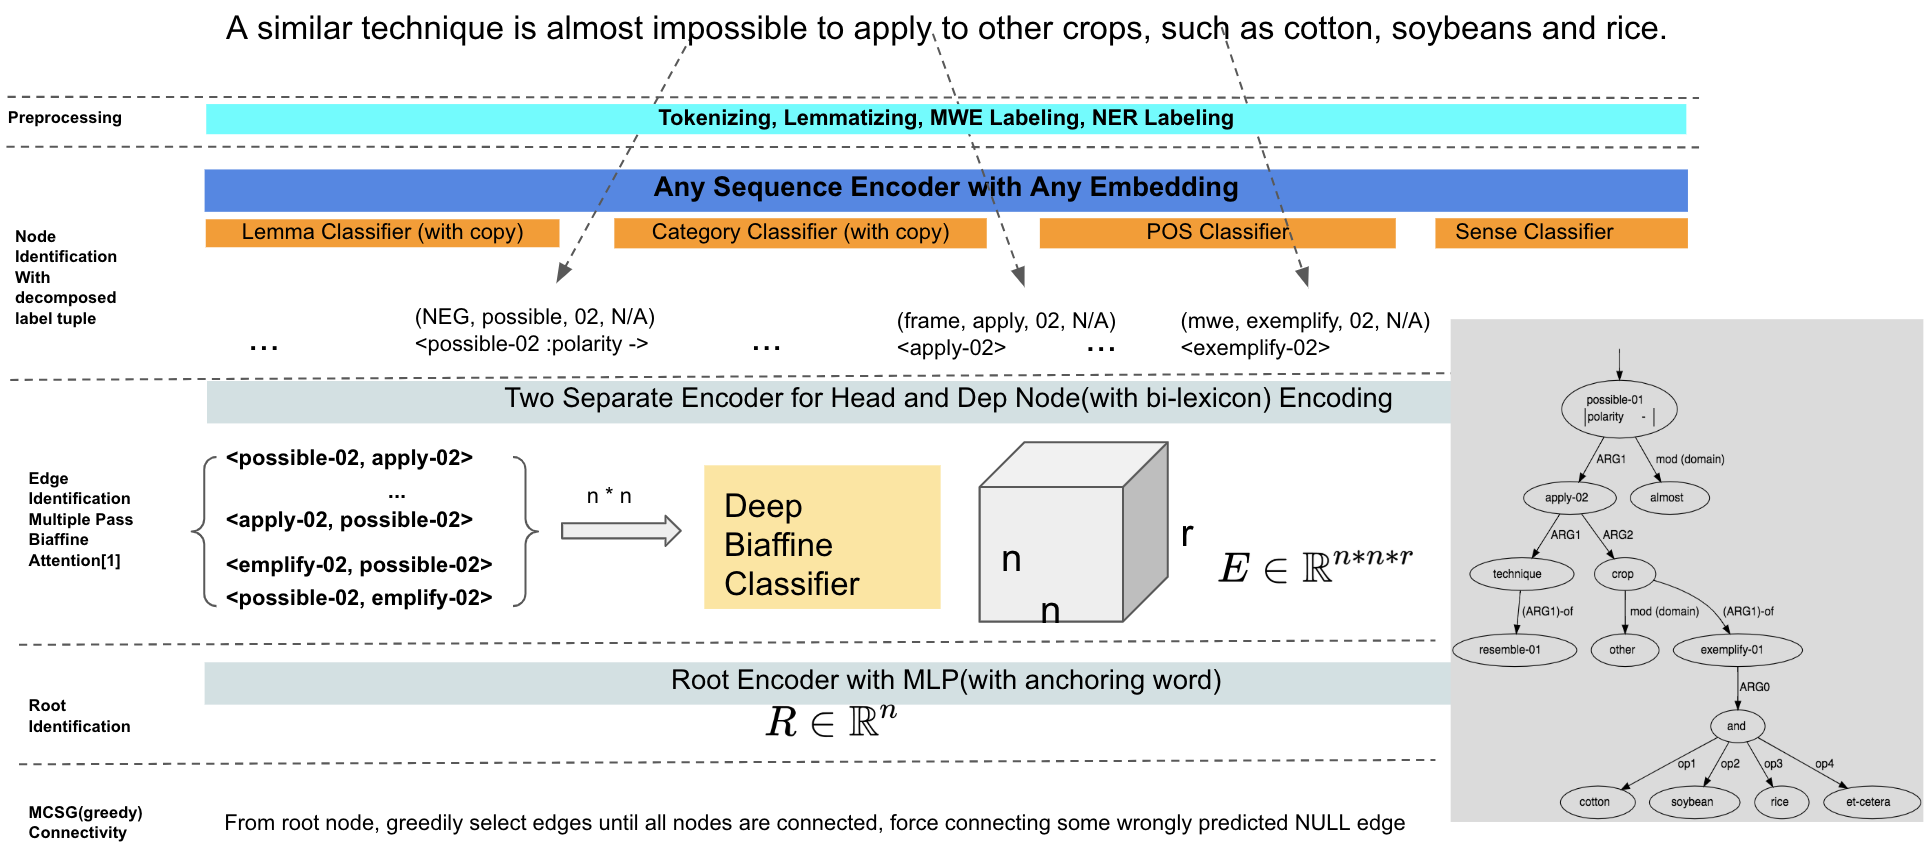 A similar technique is almost impossible to apply to other crops, such as cotton, soybeans and rice.
Preprocessing
Tokenizing, Lemmatizing, MWE Labeling, NER Labeling
Any Sequence Encoder with Any Embedding
Lemma Classifier (with copy)
Category Classifier (with copy)
POS Classifier
Sense Classifier
Node
Identification
With
decomposed
label tuple
...
(NEG, possible, 02, N/A)
<possible-02 :polarity ->
...
(frame, apply, 02, N/A)
<apply-02>
...
(mwe, exemplify, 02, N/A)
<exemplify-02>
Two Separate Encoder for Head and Dep Node(with bi-lexicon) Encoding
Edge
Identification
Multiple Pass
Biaffine
Attention[1]
<possible-02, apply-02>
...
<apply-02, possible-02>
<emplify-02, possible-02>
<possible-02, emplify-02>
n * n
Deep
Biaffine
Classifier
n
n
r
E ∈ ℝ^{n*n*r}
Root Encoder with MLP(with anchoring word)
Root
Identification
R ∈ ℝ^n
MCSG(greedy)
Connectivity
From root node, greedily select edges until all nodes are connected, force connecting some wrongly predicted NULL edge
possible-01
polarity -
ARG1
mod (domain)
apply-02
almost
ARG1
ARG2
technique
crop
(ARG1)-of
mod (domain)
(ARG1)-of
resemble-01
other
exemplify-01
ARG0
and
op1
op2
op3
op4
cotton
soybean
rice
et-cetera